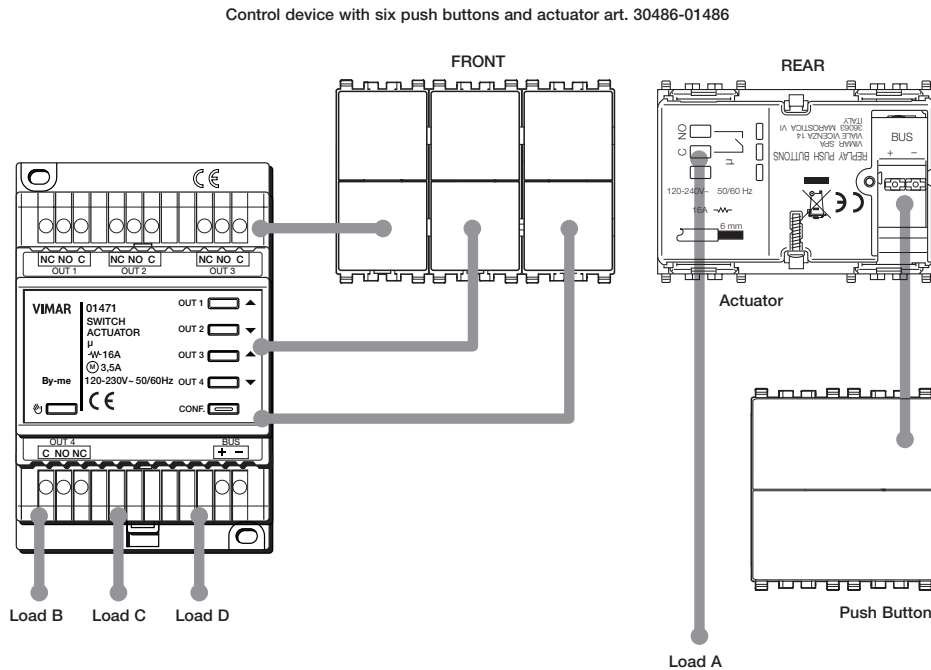 Control device with six push buttons and actuator art. 30486-01486
FRONT
REAR
NC NO C
NC NO C
NC NO C
OUT 1
OUT 2
OUT 3
VIMAR
01471
SWITCH
ACTUATOR
µ
16A
M 3,5A
120-230V~ 50/60Hz
By-me
CE
OUT 1
OUT 2
OUT 3
OUT 4
CONF.
OUT 4
C NO NC
BUS
+ −
Load B
Load C
Load D
C NO
µ
120-240V~ 50/60 Hz
16A
6 mm
REPLAY PUSH BUTTONS
VIMAR SPA
VIALE VICENZA 14
36063 MAROSTICA VI
ITALY
CE
BUS
+ −
Actuator
Load A
Push Button